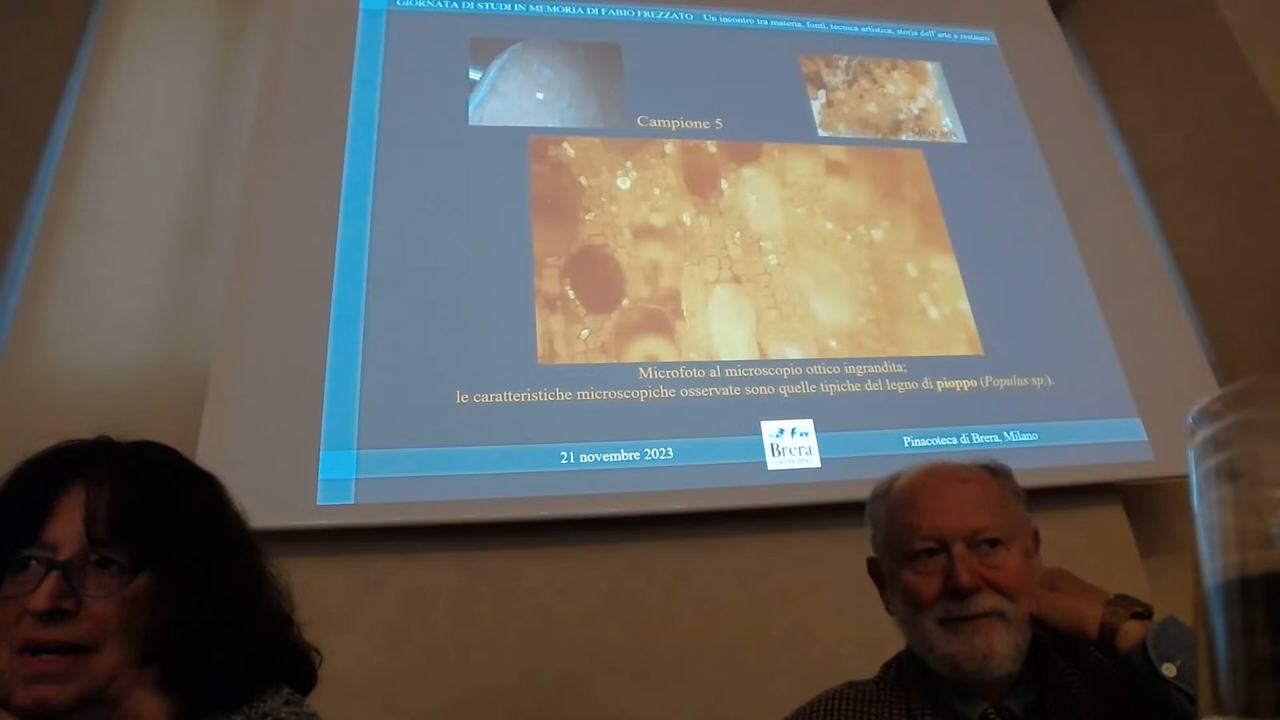 GIORNATA DI STUDI IN MEMORIA DI FABIO FREZZATO Un incontro tra materia, fonti, tecnica artistica, storia dell'arte e restauro
Campione 5
Microfoto al microscopio ottico ingrandita;
le caratteristiche microscopiche osservate sono quelle tipiche del legno di pioppo (Populus sp.).
21 novembre 2023
Brera
Pinacoteca di Brera, Milano